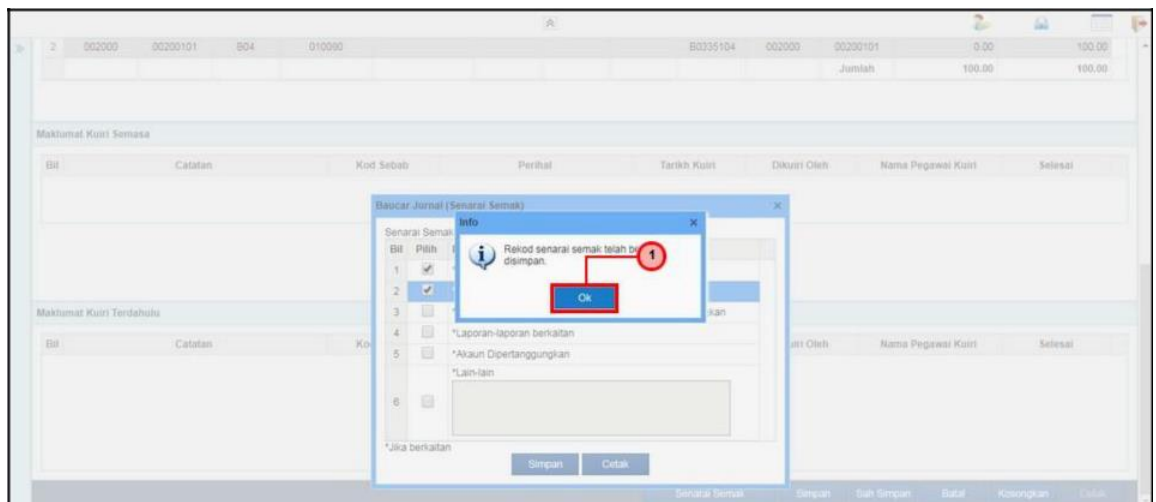 2 002000 00200101 B04 010000 B0335104 002000 00200101 0.00 100.00
Jumlah 100.00 100.00
Maklumat Kuiri Semasa
Bil Catatan Kod Sebab Perihal Tarikh Kuiri Dikuiri Oleh Nama Pegawai Kuiri Selesai
Baucar Jurnal (Senarai Semak)
Info
Senarai Semak
Bil Pilih
Rekod senarai semak telah
disimpan.
1
Ok
1
2
3
Maklumat Kuiri Terdahulu
4 *Laporan-laporan berkaitan
Bil Catatan Nama Pegawai Kuiri Selesai
5 *Akaun Dipertanggungkan
*Lain-lain
6
*Jika berkaitan
Simpan Cetak
Senarai Semak Simpan Sah Simpan Batal Kosongkan Cetak